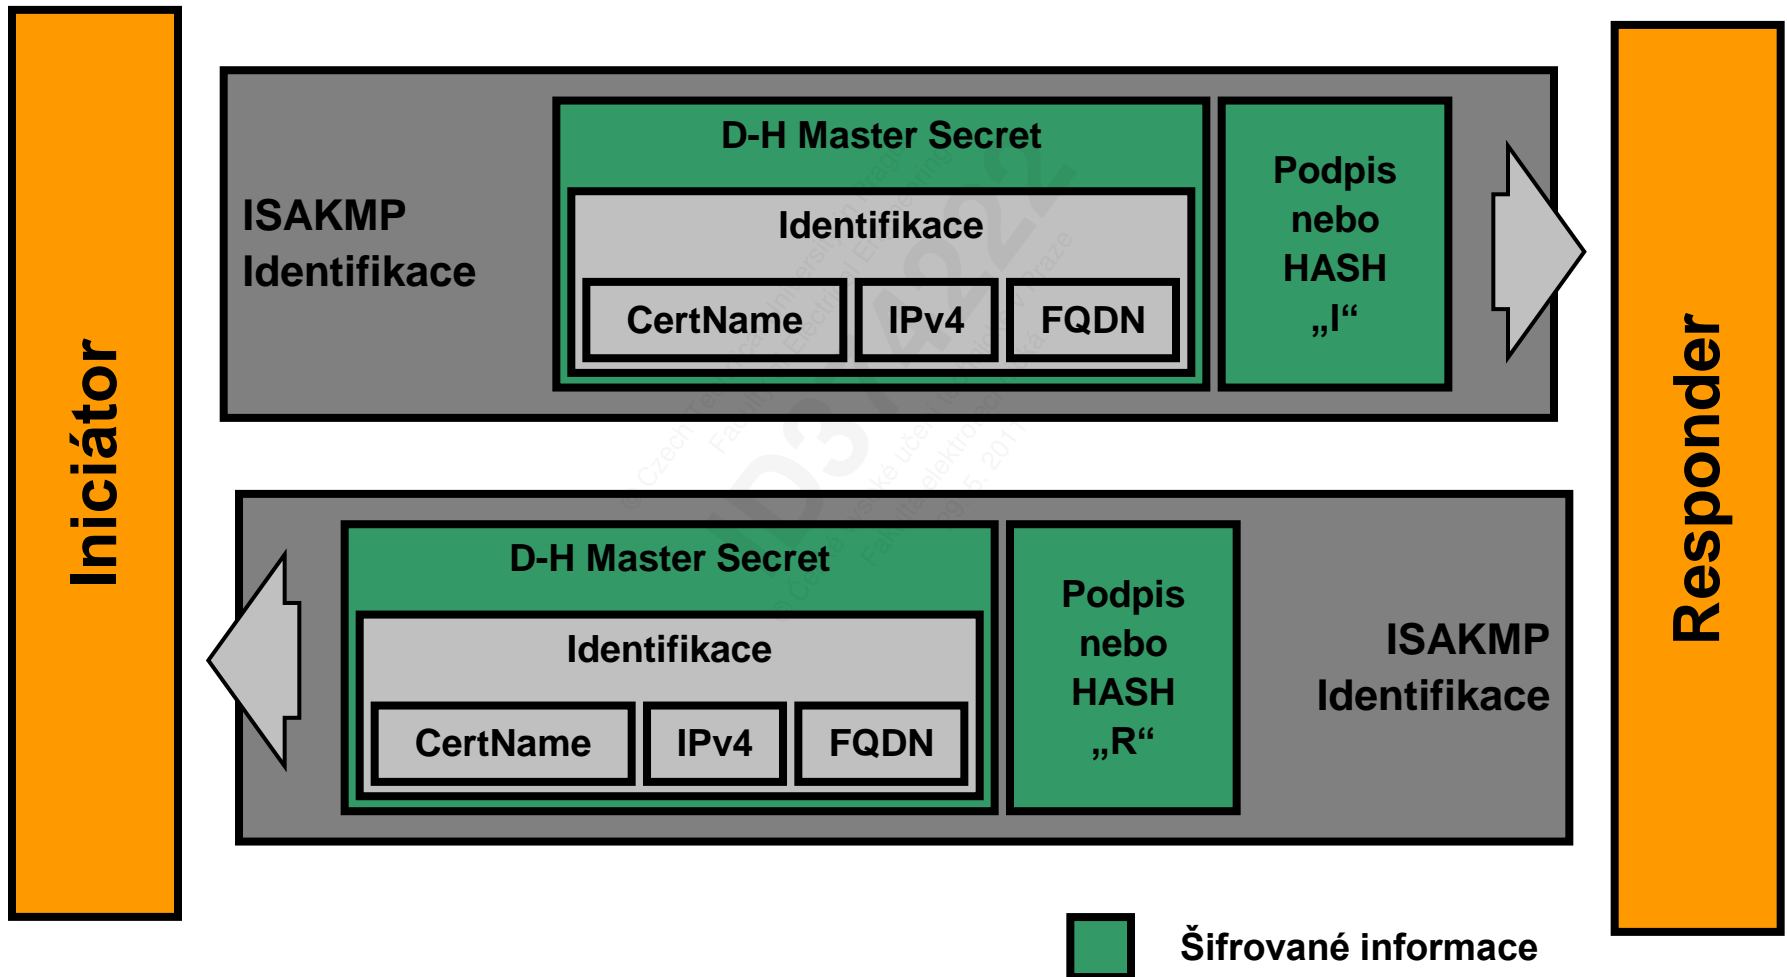 Iniciátor
ISAKMP
Identifikace
D-H Master Secret
Identifikace
CertName
IPv4
FQDN
Podpis
nebo
HASH
„I“
Responder
D-H Master Secret
Identifikace
CertName
IPv4
FQDN
Podpis
nebo
HASH
„R“
ISAKMP
Identifikace
Šifrované informace